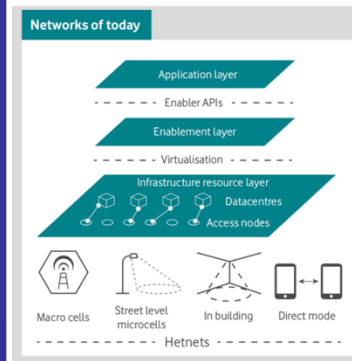 Networks of today
Application layer
Enabler APIs
Enablement layer
Virtualisation
Infrastructure resource layer
Datacentres
Access nodes
Macro cells
Street level
microcells
In building
Direct mode
Hetnets